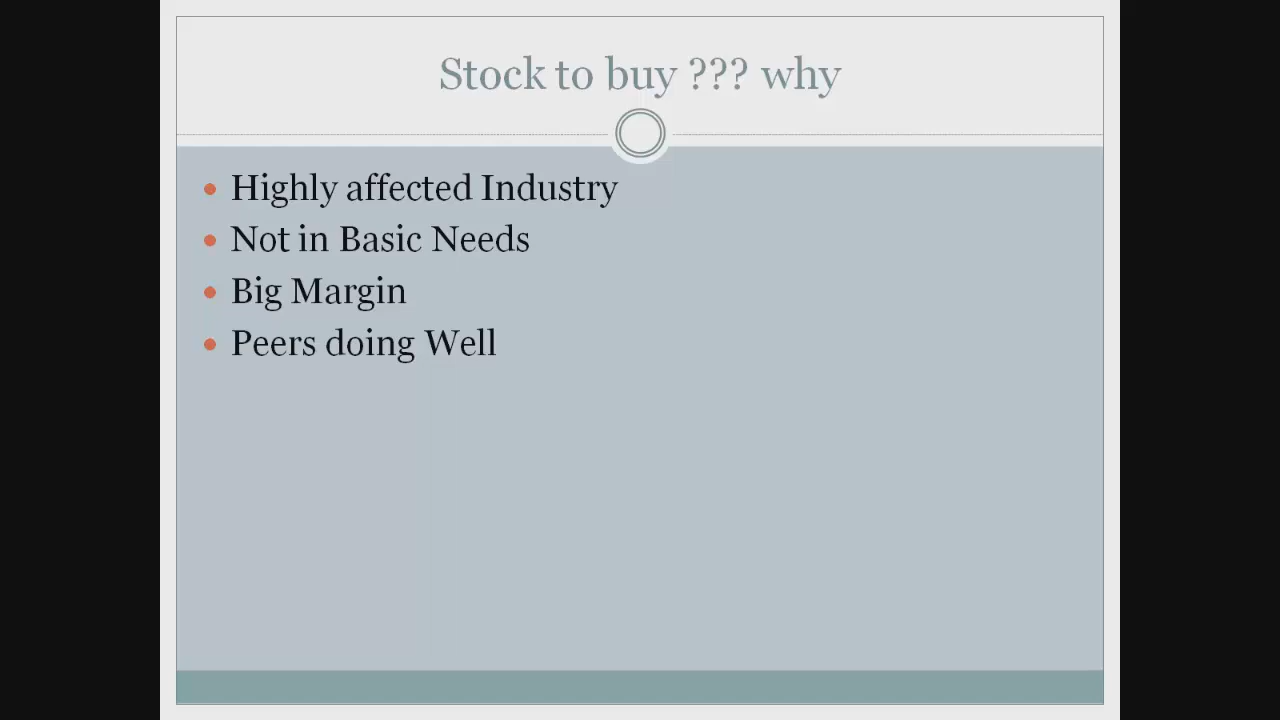 Stock to buy ??? why
Highly affected Industry
Not in Basic Needs
Big Margin
Peers doing Well